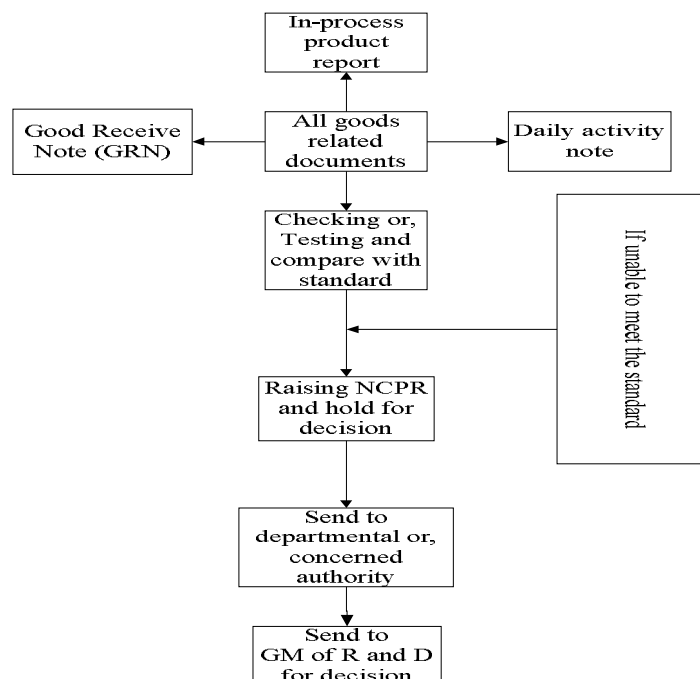 In-process
product
report
Good Receive
Note (GRN)
All goods
related
documents
Daily activity
note
Checking or,
Testing and
compare with
standard
If unable to meet the standard
Raising NCPR
and hold for
decision
Send to
departmental or,
concerned
authority
Send to
GM of R and D
for decision